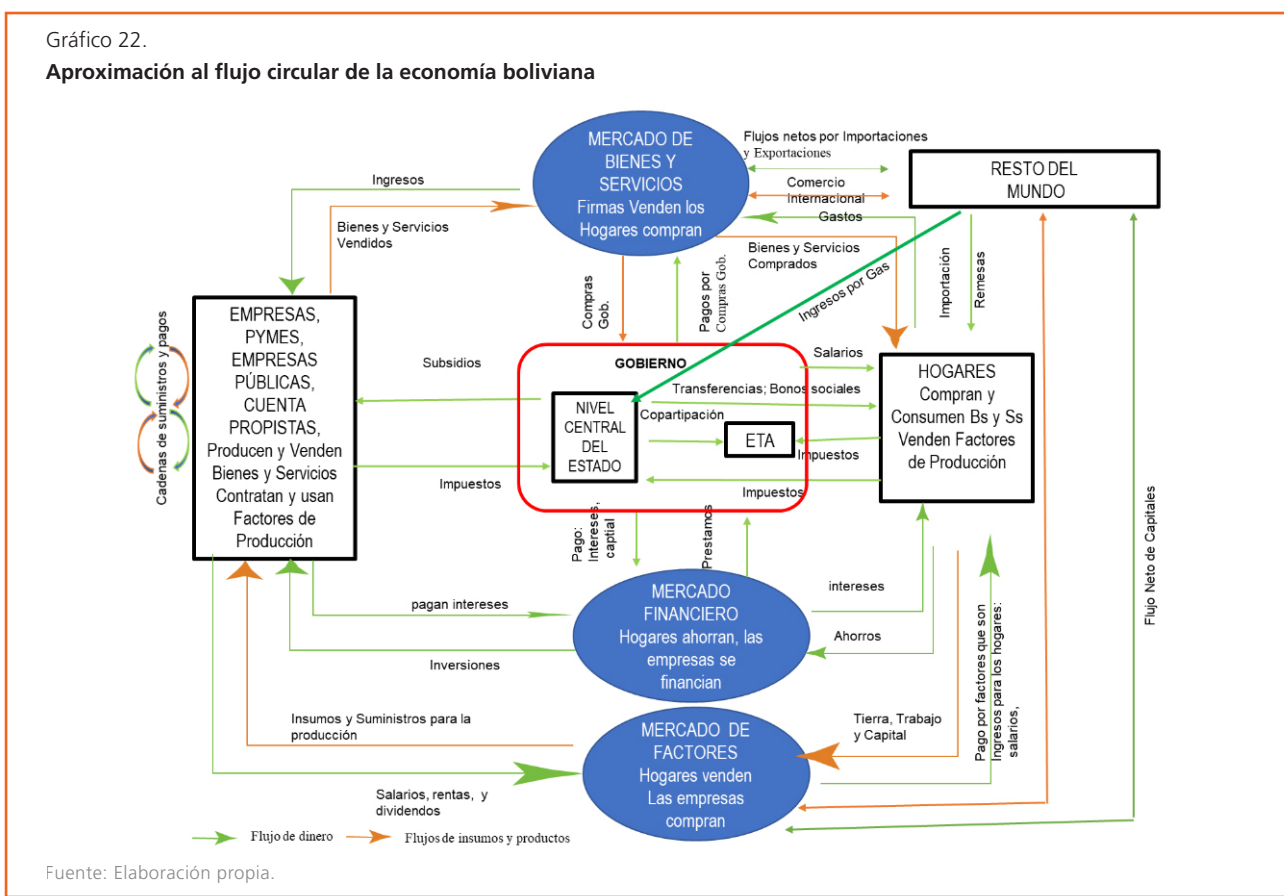 Gráfico 22.
Aproximación al flujo circular de la economía boliviana
MERCADO DE
BIENES Y
SERVICIOS
Firmas Venden los
Hogares compran
Flujos netos por Importaciones
y Exportaciones
Comercio
Internacional
Gastos
RESTO DEL
MUNDO
Ingresos
Bienes y Servicios
Vendidos
Bienes y Servicios
Comprados
Compras
Gob.
Pagos por
Compras Gob.
Ingresos por Gas
Importación
Remesas
Cadenas de suministros y pagos
EMPRESAS,
PYMES,
EMPRESAS
PÚBLICAS,
CUENTA
PROPISTAS,
Producen y Venden
Bienes y Servicios
Contratan y usan
Factores de
Producción
Subsidios
Impuestos
GOBIERNO
NIVEL
CENTRAL
DEL
ESTADO
Copartipación
ETA
Salarios
Transferencias; Bonos sociales
Impuestos
Impuestos
HOGARES
Compran y
Consumen Bs y Ss
Venden Factores
de Producción
Pago:
Intereses,
captial
Prestamos
MERCADO
FINANCIERO
Hogares ahorran, las
empresas se
financian
pagan intereses
Inversiones
intereses
Ahorros
Insumos y Suministros para la
producción
MERCADO DE
FACTORES
Hogares venden
Las empresas
compran
Tierra, Trabajo
y Capital
Pago por factores que son
Ingresos para los hogares:
salarios,
Flujo Neto de Capitales
Salarios, rentas, y
dividendos
Flujo de dinero
Flujos de insumos y productos
Fuente: Elaboración propia.